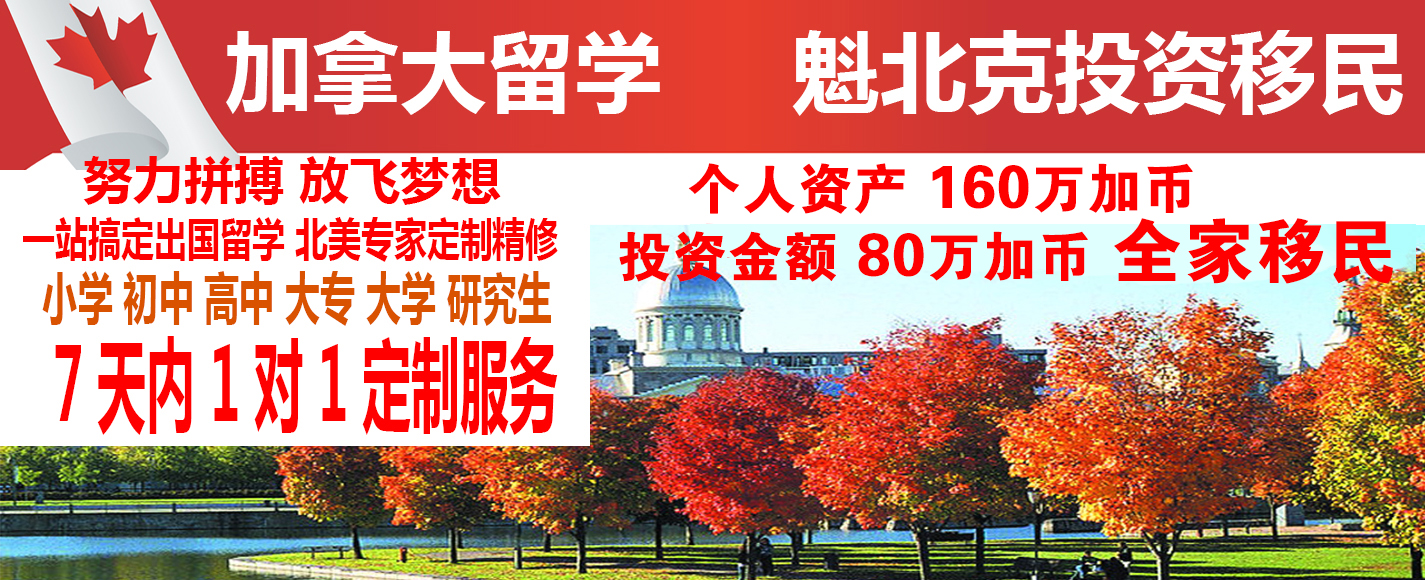 加拿大留学 魁北克投资移民
努力拼搏 放飞梦想
一站搞定出国留学 北美专家定制精修
小学 初中 高中 大专 大学 研究生
7天内1对1定制服务
个人资产 160万加币
投资金额 80万加币 全家移民